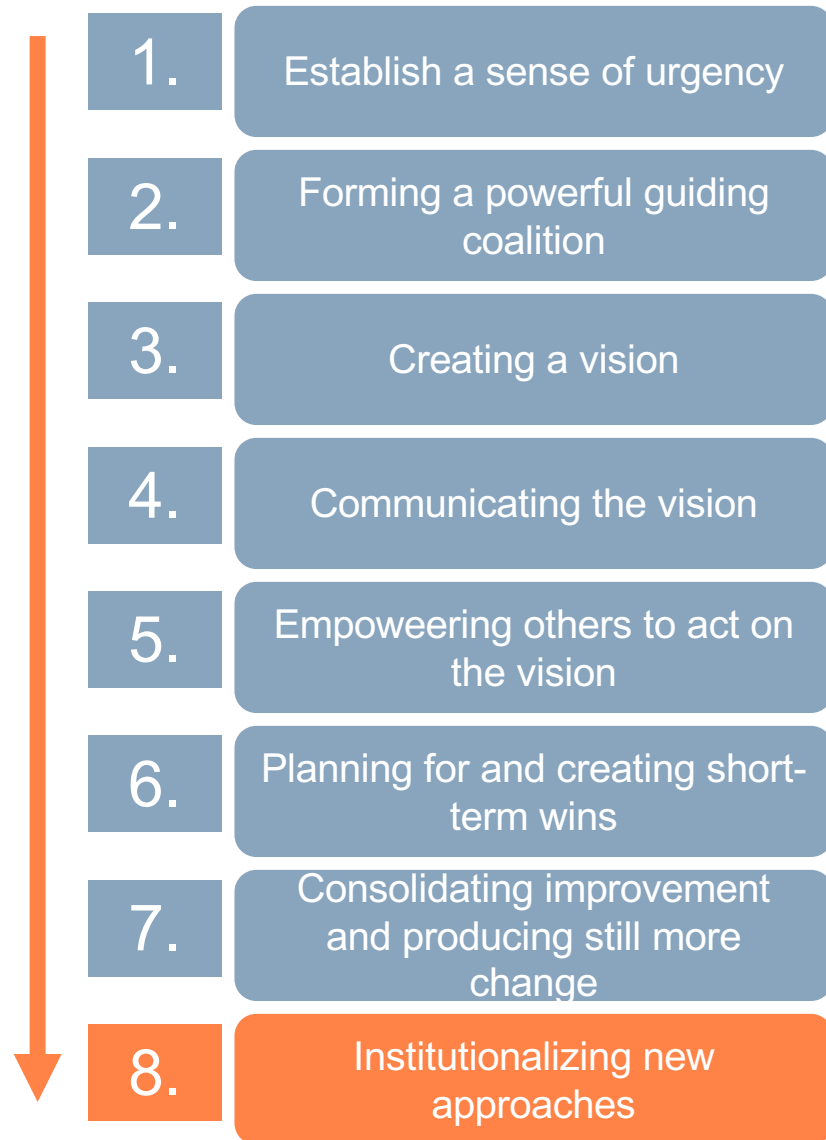 1.
Establish a sense of urgency
2.
Forming a powerful guiding
coalition
3.
Creating a vision
4.
Communicating the vision
5.
Empoweering others to act on
the vision
6.
Planning for and creating short-
term wins
7.
Consolidating improvement
and producing still more
change
8.
Institutionalizing new
approaches